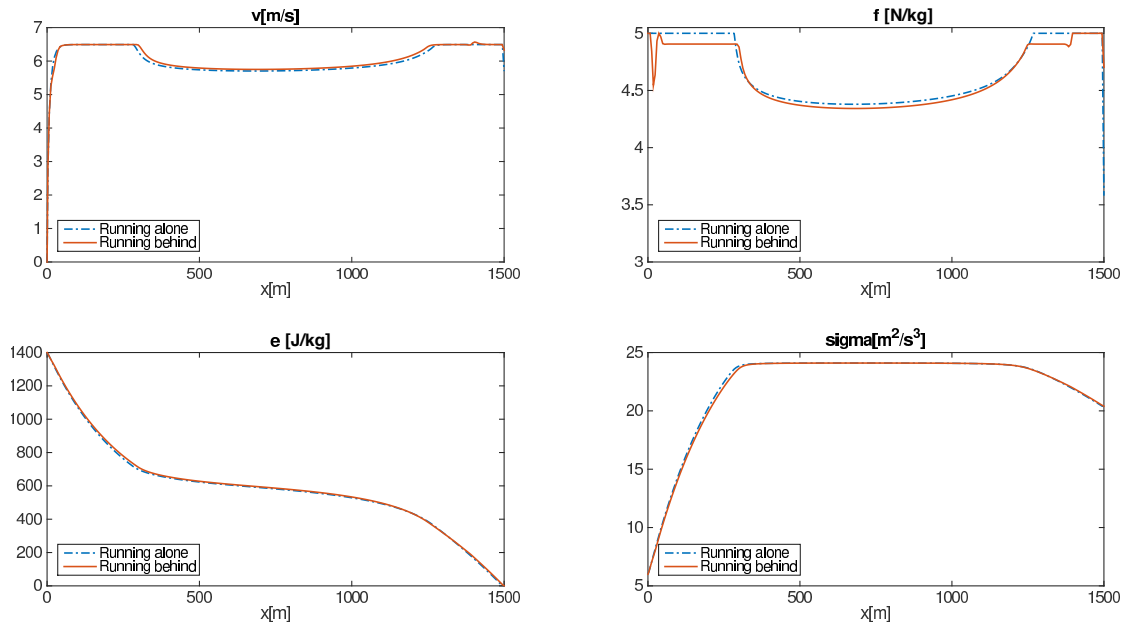 v[m/s]
7
6
5
4
3
2
1
0
0
500
1000
1500
x[m]
Running alone
Running behind
f [N/kg]
5
4.5
4
3.5
3
0
500
1000
1500
x[m]
Running alone
Running behind
e [J/kg]
1400
1200
1000
800
600
400
200
0
0
500
1000
1500
x[m]
Running alone
Running behind
sigma[m²/s³]
25
20
15
10
5
0
500
1000
1500
x[m]
Running alone
Running behind